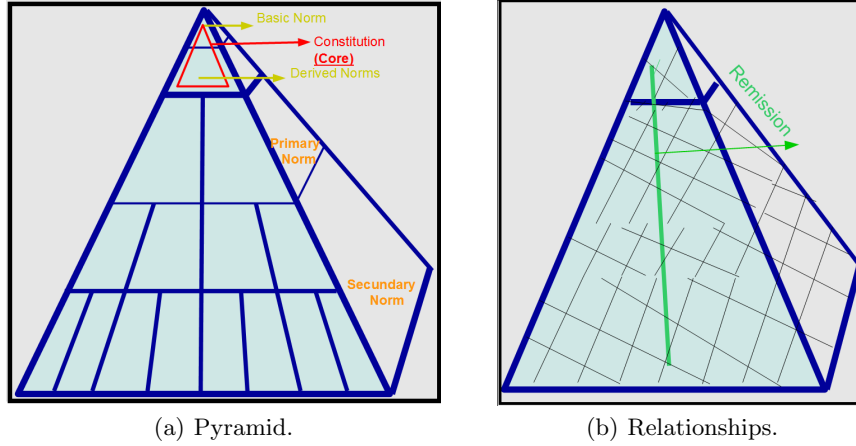 Basic Norm
Constitution
(Core)
Derived Norms
Primary
Norm
Secundary
Norm
(a) Pyramid.
Remission
(b) Relationships.